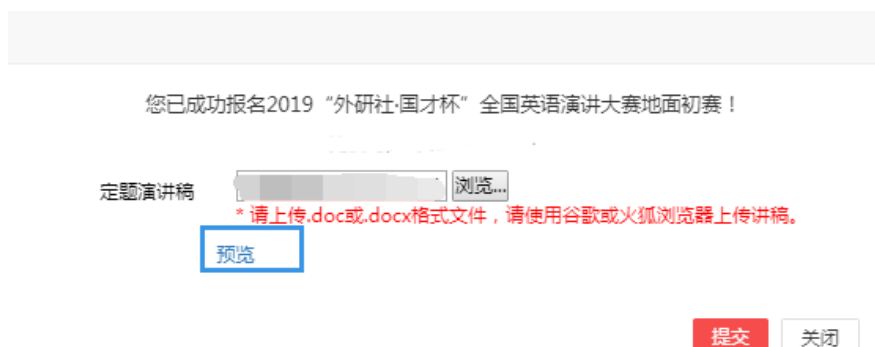 您已成功报名2019“外研社·国才杯”全国英语演讲大赛地面初赛！
定题演讲稿
浏览...
* 请上传.doc或.docx格式文件，请使用谷歌或火狐浏览器上传讲稿。
预览
提交 关闭